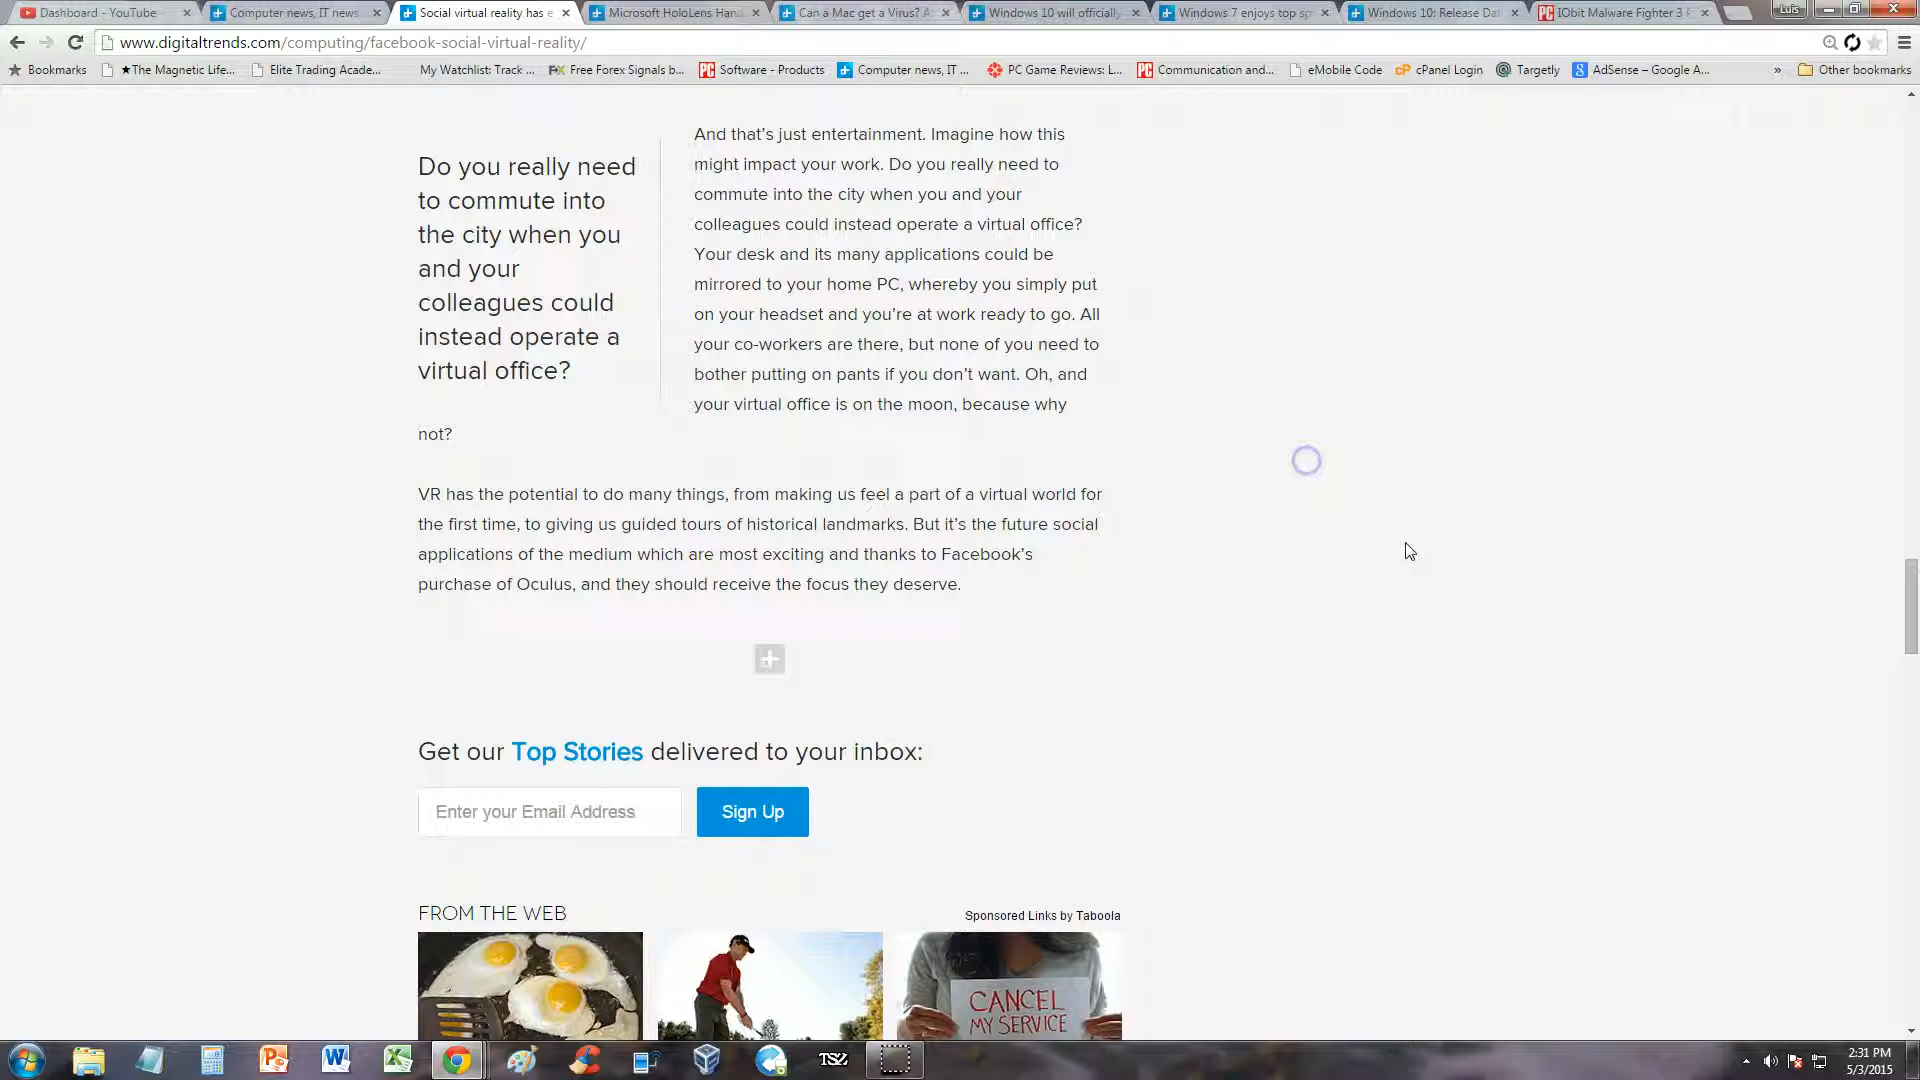 Dashboard - YouTube
Computer news, IT news
Social virtual reality has e
Microsoft HoloLens Hand
Can a Mac get a Virus? A
Windows 10 will officially
Windows 7 enjoys top sp
Windows 10: Release Dat
IObit Malware Fighter 3 F
Luis
www.digitaltrends.com/computing/facebook-social-virtual-reality/
Bookmarks
★The Magnetic Life...
Elite Trading Acade...
My Watchlist: Track ...
Free Forex Signals b...
Software - Products
Computer news, IT ...
PC Game Reviews: L...
Communication and...
eMobile Code
cPanel Login
Targetly
AdSense – Google A...
»
Other bookmarks
Do you really need
to commute into
the city when you
and your
colleagues could
instead operate a
virtual office?
And that's just entertainment. Imagine how this
might impact your work. Do you really need to
commute into the city when you and your
colleagues could instead operate a virtual office?
Your desk and its many applications could be
mirrored to your home PC, whereby you simply put
on your headset and you're at work ready to go. All
your co-workers are there, but none of you need to
bother putting on pants if you don't want. Oh, and
your virtual office is on the moon, because why
not?
VR has the potential to do many things, from making us feel a part of a virtual world for
the first time, to giving us guided tours of historical landmarks. But it's the future social
applications of the medium which are most exciting and thanks to Facebook's
purchase of Oculus, and they should receive the focus they deserve.
Get our Top Stories delivered to your inbox:
Enter your Email Address
Sign Up
FROM THE WEB
Sponsored Links by Taboola
CANCEL
MY SERVICE
2:31 PM
5/3/2015